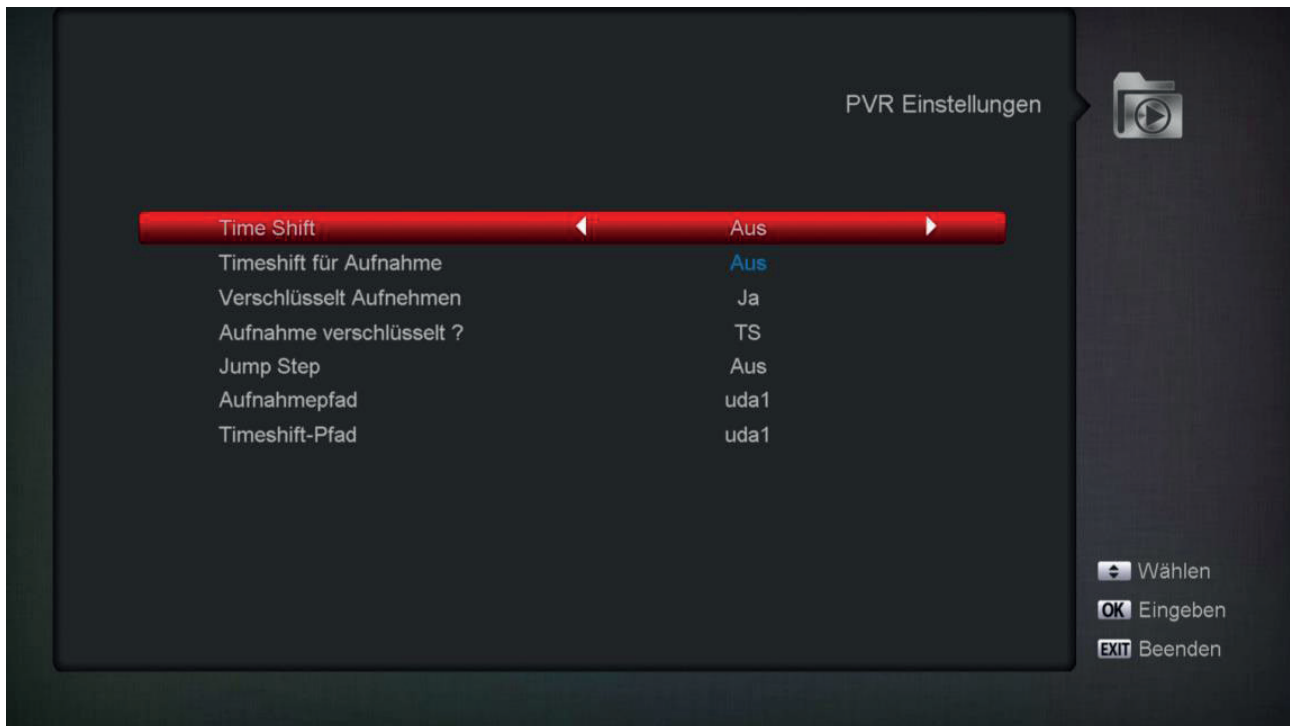 PVR Einstellungen
Time Shift Aus
Timeshift für Aufnahme Aus
Verschlüsselt Aufnehmen Ja
Aufnahme verschlüsselt ? TS
Jump Step Aus
Aufnahmepfad uda1
Timeshift-Pfad uda1
Wählen
OK Eingeben
EXIT Beenden